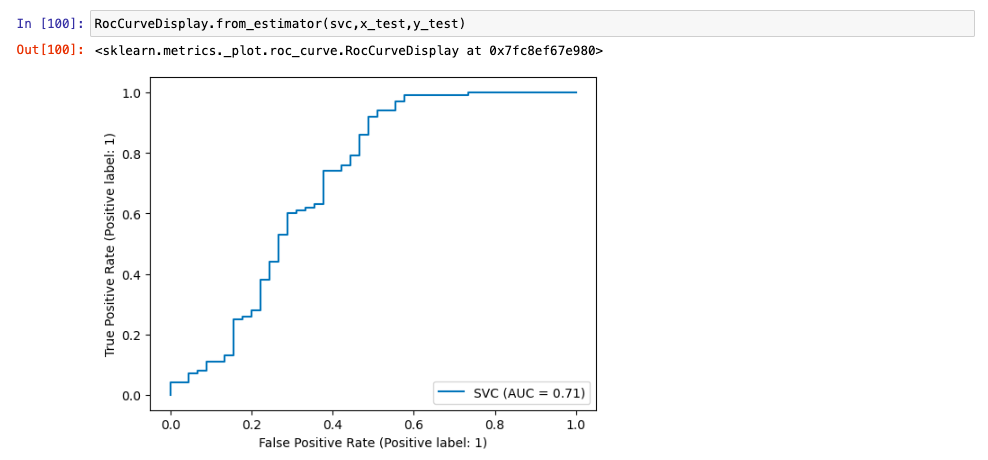 In [100]: RocCurveDisplay.from_estimator(svc,x_test,y_test)
Out[100]: <sklearn.metrics._plot.roc_curve.RocCurveDisplay at 0x7fc8ef67e980>
1.0
0.8
0.6
0.4
0.2
0.0
True Positive Rate (Positive label: 1)
SVC (AUC = 0.71)
0.0 0.2 0.4 0.6 0.8 1.0
False Positive Rate (Positive label: 1)